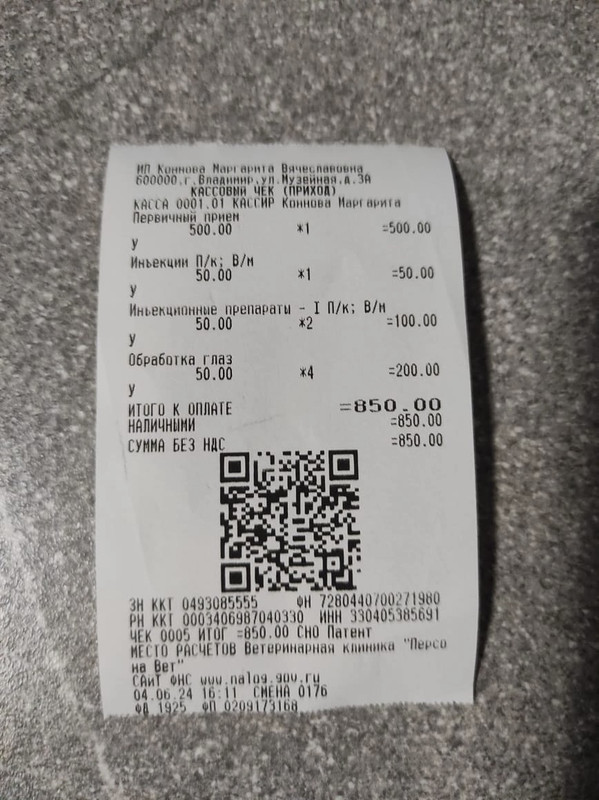 ИП Коннова Маргарита Вячеславовна
600000.г.Владимир.ул.Музейная.д.3А
КАССОВЫЙ ЧЕК (ПРИХОД)
КАССА 0001.01 КАССИР Коннова Маргарита
Первичный прием
500.00 *1 =500.00
У
Инъекции П/к; В/м
50.00 *1 =50.00
У
Инъекционные препараты - I П/к; В/м
50.00 *2 =100.00
У
Обработка глаз
50.00 *4 =200.00
У
ИТОГО К ОПЛАТЕ =850.00
НАЛИЧНЫМИ =850.00
СУММА БЕЗ НДС =850.00
ЗН ККТ 0493085555 ФН 7280440700271980
РН ККТ 0003406987040330 ИНН 330405385691
ЧЕК 0005 ИТОГ =850.00 СНО Патент
МЕСТО РАСЧЕТОВ Ветеринарная клиника "Персо
на Вет"
САйТ ФНС www.nalog.gov.ru
04.06.24 16:11 СМЕНА 0176
ФД 1925 ФП 0209173168